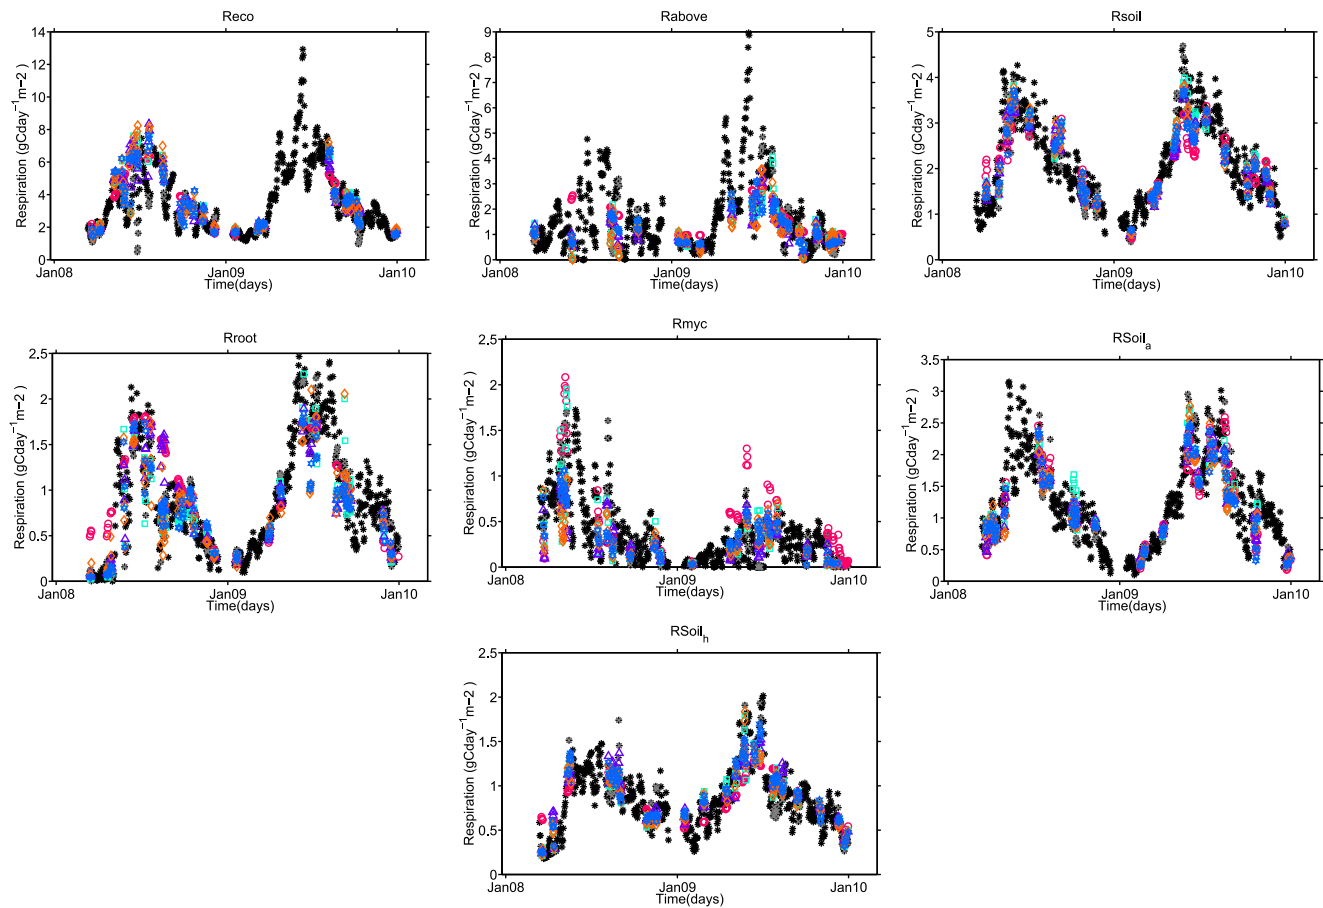 Reco
Respiration (gCday⁻¹m-2 )
14
12
10
8
6
4
2
0
Jan08
Jan09
Jan10
Time(days)
Rabove
Respiration (gCday⁻¹m-2 )
9
8
7
6
5
4
3
2
1
0
Jan08
Jan09
Jan10
Time(days)
Rsoil
Respiration (gCday⁻¹m-2 )
5
4
3
2
1
0
Jan08
Jan09
Jan10
Time(days)
Rroot
Respiration (gCday⁻¹m-2 )
2.5
2
1.5
1
0.5
0
Jan08
Jan09
Jan10
Time(days)
Rmyc
Respiration (gCday⁻¹m-2 )
2.5
2
1.5
1
0.5
0
Jan08
Jan09
Jan10
Time(days)
RSoilₐ
Respiration (gCday⁻¹m-2 )
3.5
3
2.5
2
1.5
1
0.5
0
Jan08
Jan09
Jan10
Time(days)
RSoilₕ
Respiration (gCday⁻¹m-2 )
2.5
2
1.5
1
0.5
0
Jan08
Jan09
Jan10
Time(days)